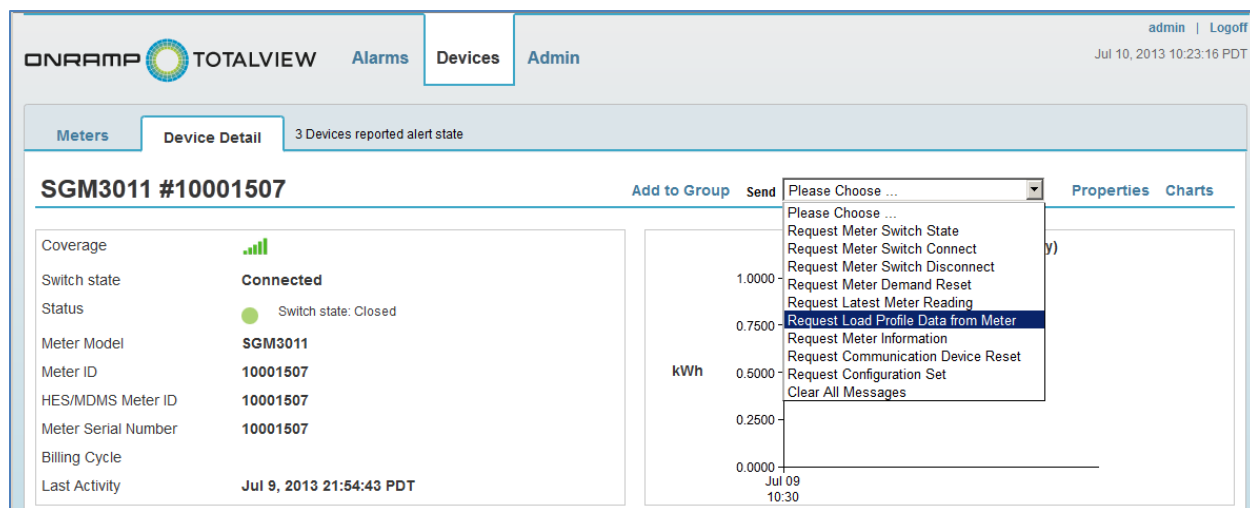 admin | Logoff
ONRAMP TOTALVIEW Alarms Devices Admin
Jul 10, 2013 10:23:16 PDT
Meters Device Detail 3 Devices reported alert state
SGM3011 #10001507 Add to Group Send Please Choose ... Properties Charts
Please Choose ...
Request Meter Switch State
Request Meter Switch Connect
Request Meter Switch Disconnect
Request Meter Demand Reset
Request Latest Meter Reading
Request Load Profile Data from Meter
Request Meter Information
Request Communication Device Reset
Request Configuration Set
Clear All Messages
Coverage
Switch state Connected
Status Switch state: Closed
Meter Model SGM3011
Meter ID 10001507
HES/MDMS Meter ID 10001507
Meter Serial Number 10001507
Billing Cycle
Last Activity Jul 9, 2013 21:54:43 PDT
y)
1.0000
0.7500
kWh 0.5000
0.2500
0.0000
Jul 09
10:30